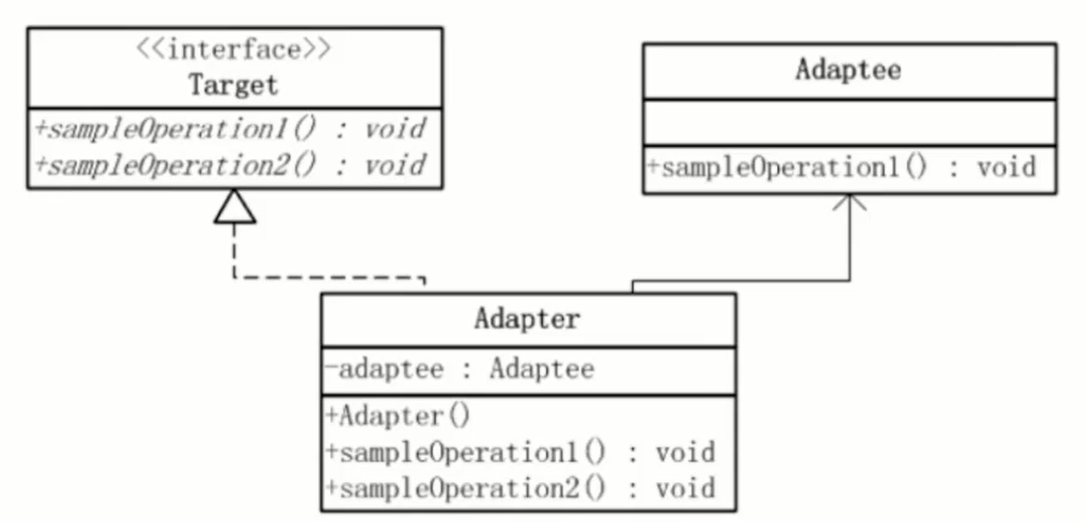 <<interface>>
Target
+sampleOperation1() : void
+sampleOperation2() : void
Adaptee
+sampleOperation1() : void
Adapter
-adaptee : Adaptee
+Adapter()
+sampleOperation1() : void
+sampleOperation2() : void